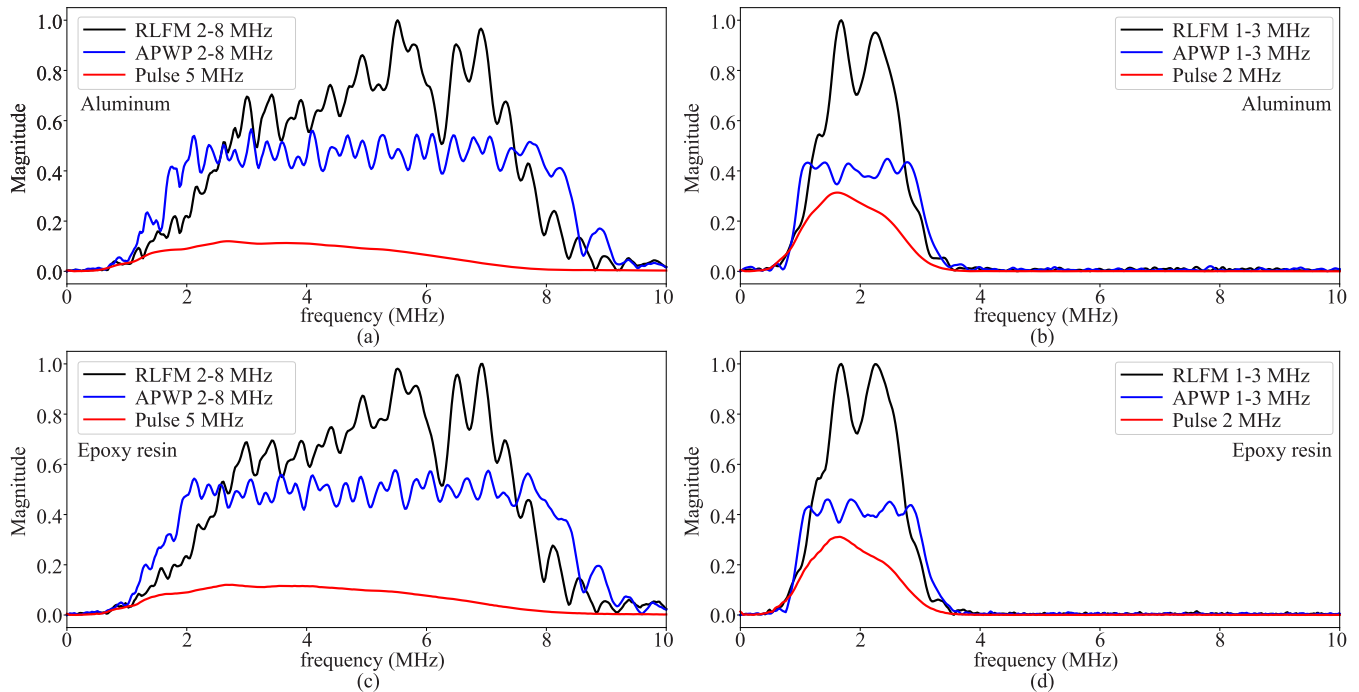 RLFM 2-8 MHz
APWP 2-8 MHz
Pulse 5 MHz
Aluminum
Magnitude
1.0
0.8
0.6
0.4
0.2
0.0
0 2 4 6 8 10
frequency (MHz)
(a)
RLFM 1-3 MHz
APWP 1-3 MHz
Pulse 2 MHz
Aluminum
Magnitude
1.0
0.8
0.6
0.4
0.2
0.0
0 2 4 6 8 10
frequency (MHz)
(b)
RLFM 2-8 MHz
APWP 2-8 MHz
Pulse 5 MHz
Epoxy resin
Magnitude
1.0
0.8
0.6
0.4
0.2
0.0
0 2 4 6 8 10
frequency (MHz)
(c)
RLFM 1-3 MHz
APWP 1-3 MHz
Pulse 2 MHz
Epoxy resin
Magnitude
1.0
0.8
0.6
0.4
0.2
0.0
0 2 4 6 8 10
frequency (MHz)
(d)